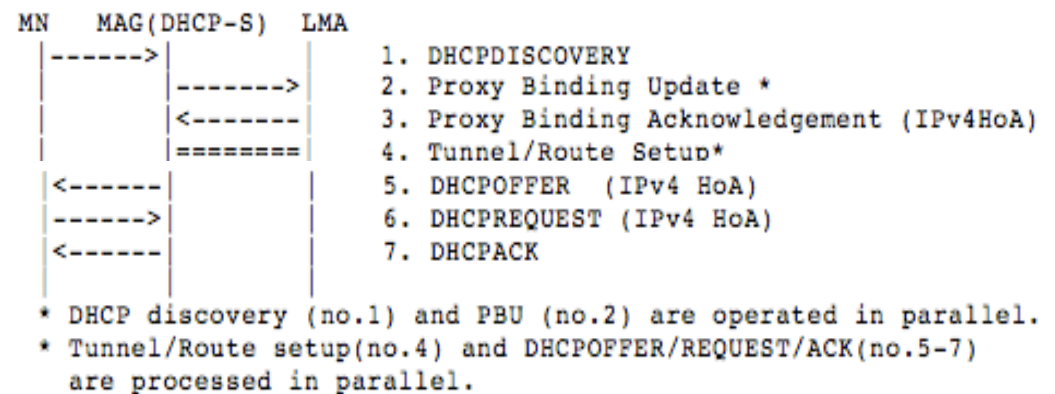 MN MAG(DHCP-S) LMA
|------>| | 1. DHCPDISCOVERY
| |------->| 2. Proxy Binding Update *
| |<-------| 3. Proxy Binding Acknowledgement (IPv4HoA)
| |========| 4. Tunnel/Route Setup*
|<------| | 5. DHCPOFFER (IPv4 HoA)
|------>| | 6. DHCPREQUEST (IPv4 HoA)
|<------| | 7. DHCPACK
* DHCP discovery (no.1) and PBU (no.2) are operated in parallel.
* Tunnel/Route setup(no.4) and DHCPOFFER/REQUEST/ACK(no.5-7)
are processed in parallel.